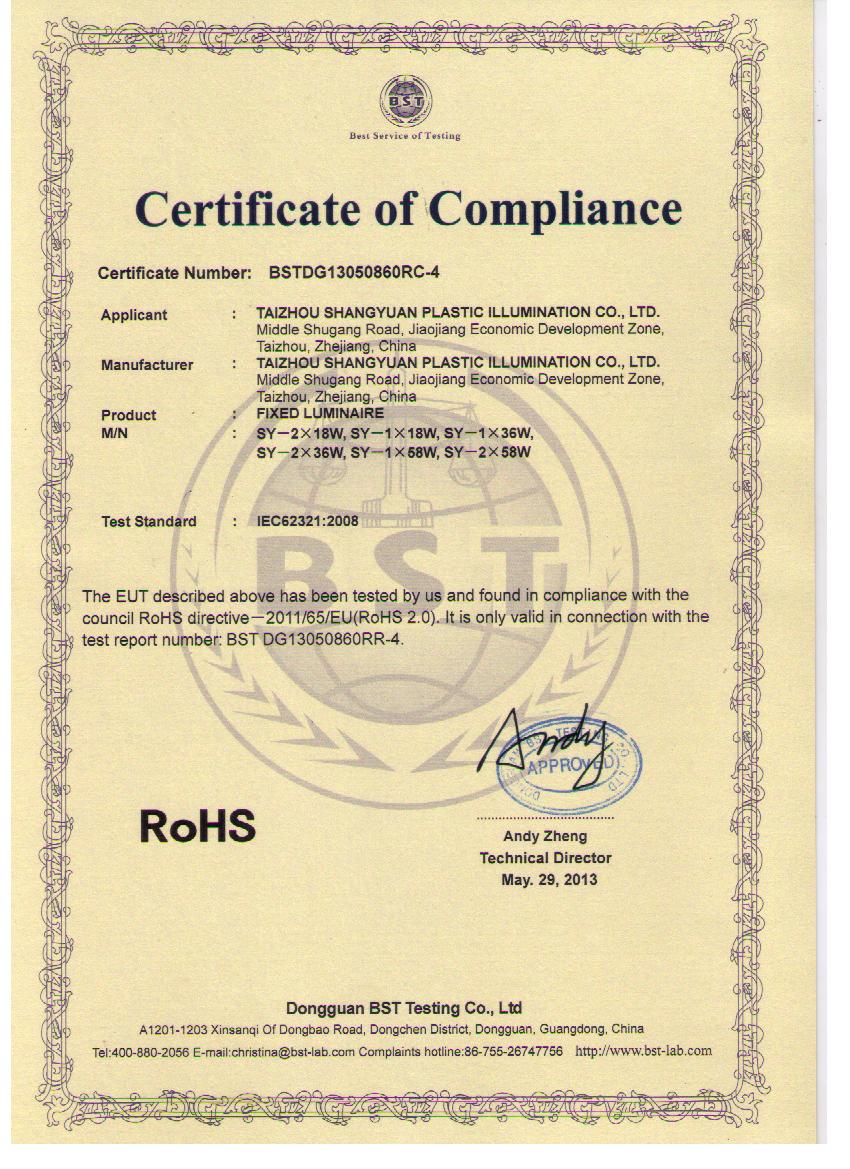 BST
Best Service of Testing
Certificate of Compliance
Certificate Number: BSTDG13050860RC-4
Applicant : TAIZHOU SHANGYUAN PLASTIC ILLUMINATION CO., LTD.
Middle Shugang Road, Jiaojiang Economic Development Zone,
Taizhou, Zhejiang, China
Manufacturer : TAIZHOU SHANGYUAN PLASTIC ILLUMINATION CO., LTD.
Middle Shugang Road, Jiaojiang Economic Development Zone,
Taizhou, Zhejiang, China
Product : FIXED LUMINAIRE
M/N : SY-2×18W, SY-1×18W, SY-1×36W,
SY-2×36W, SY-1×58W, SY-2×58W
Test Standard : IEC62321:2008
BST
The EUT described above has been tested by us and found in compliance with the
council RoHS directive-2011/65/EU(RoHS 2.0). It is only valid in connection with the
test report number: BST DG13050860RR-4.
Andy
BST TESTING CO., LTD
APPROVED
RoHS
Andy Zheng
Technical Director
May. 29, 2013
Dongguan BST Testing Co., Ltd
A1201-1203 Xinsanqi Of Dongbao Road, Dongchen District, Dongguan, Guangdong, China
Tel:400-880-2056 E-mail:christina@bst-lab.com Complaints hotline:86-755-26747756 http://www.bst-lab.com